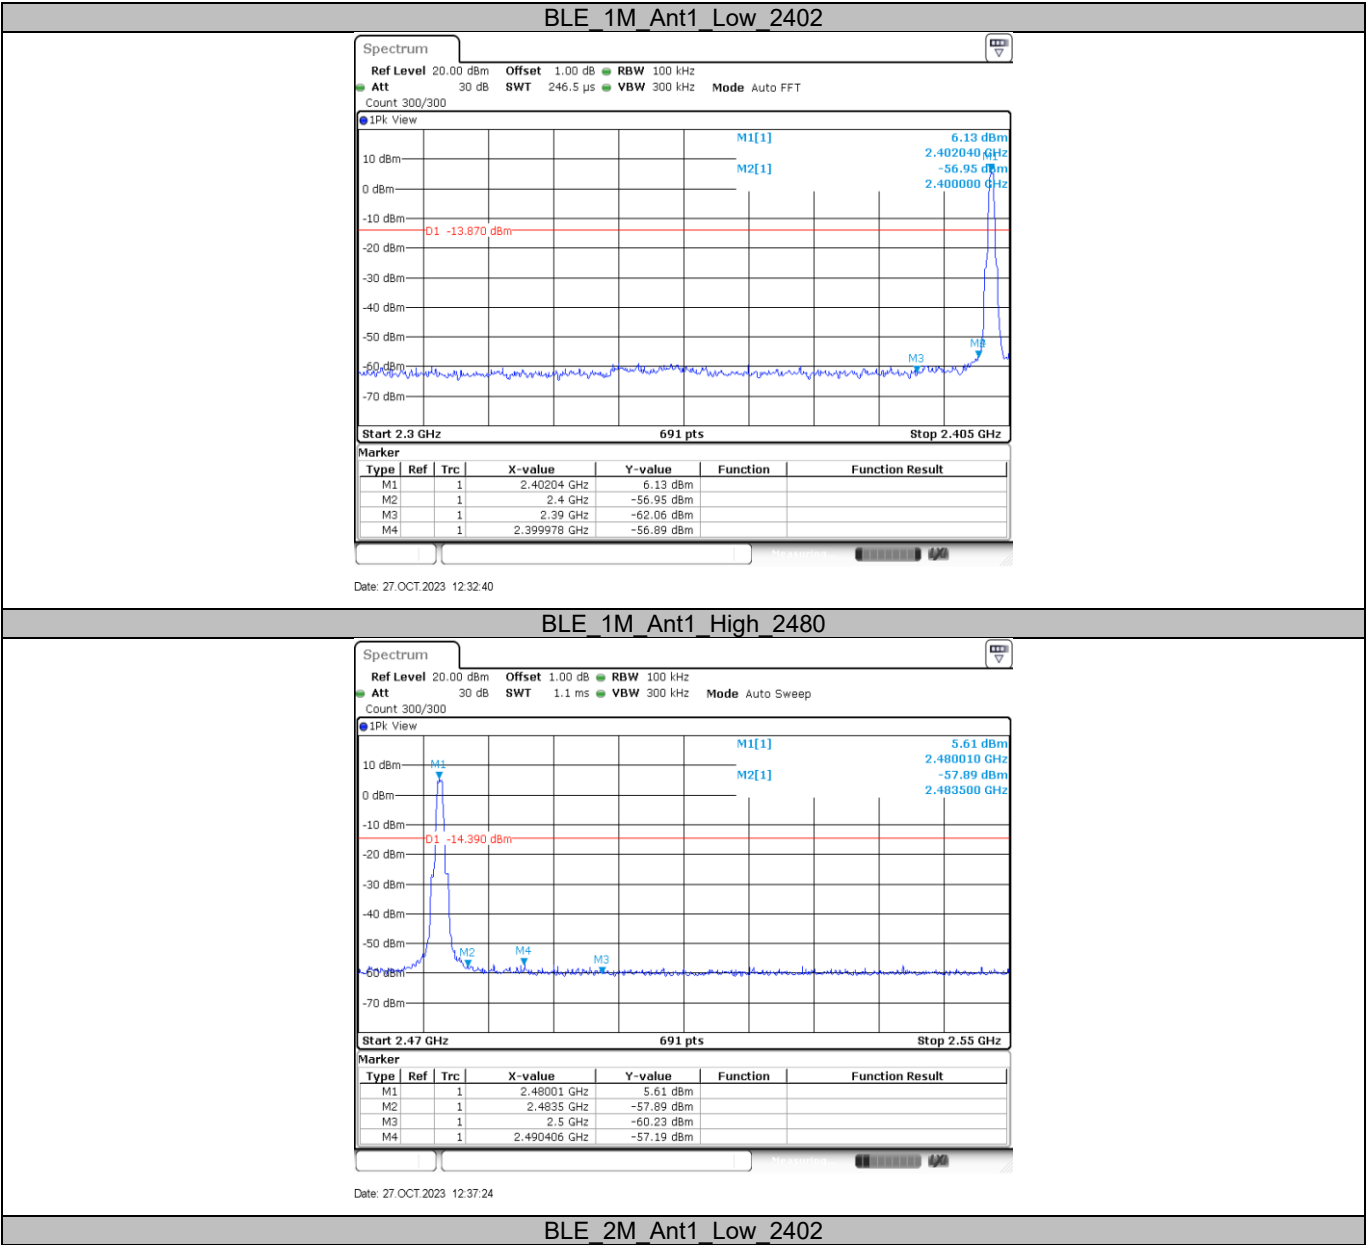 BLE_1M_Ant1_Low_2402
Spectrum
Ref Level 20.00 dBm Offset 1.00 dB RBW 100 kHz
Att 30 dB SWT 246.5 µs VBW 300 kHz Mode Auto FFT
Count 300/300
1Pk View
M1[1] 6.13 dBm
2.402040 GHz
M2[1] -56.95 dBm
2.400000 GHz
M1
10 dBm
0 dBm
-10 dBm
D1 -13.870 dBm
-20 dBm
-30 dBm
-40 dBm
-50 dBm
M3
-60 dBm
-70 dBm
Start 2.3 GHz 691 pts Stop 2.405 GHz
Marker
Type Ref Trc X-value Y-value Function Function Result
M1 1 2.40204 GHz 6.13 dBm
M2 1 2.4 GHz -56.95 dBm
M3 1 2.39 GHz -62.06 dBm
M4 1 2.399978 GHz -56.89 dBm
Measuring...
Date: 27.OCT.2023 12:32:40
BLE_1M_Ant1_High_2480
Spectrum
Ref Level 20.00 dBm Offset 1.00 dB RBW 100 kHz
Att 30 dB SWT 1.1 ms VBW 300 kHz Mode Auto Sweep
Count 300/300
1Pk View
M1[1] 5.61 dBm
2.480010 GHz
M2[1] -57.89 dBm
2.483500 GHz
10 dBm M1
0 dBm
-10 dBm
D1 -14.390 dBm
-20 dBm
-30 dBm
-40 dBm
-50 dBm
M2 M4 M3
-60 dBm
-70 dBm
Start 2.47 GHz 691 pts Stop 2.55 GHz
Marker
Type Ref Trc X-value Y-value Function Function Result
M1 1 2.48001 GHz 5.61 dBm
M2 1 2.4835 GHz -57.89 dBm
M3 1 2.5 GHz -60.23 dBm
M4 1 2.490406 GHz -57.19 dBm
Measuring...
Date: 27.OCT.2023 12:37:24
BLE_2M_Ant1_Low_2402